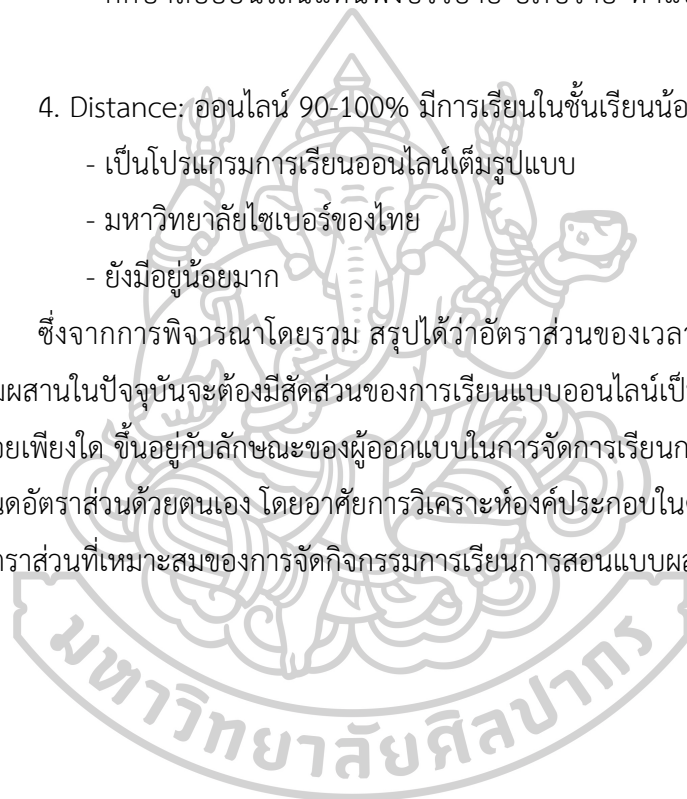 4. Distance: ออนไลน์ 90-100% มีการเรียนในชั้นเรียนน้อ
- เป็นโปรแกรมการเรียนออนไลน์เต็มรูปแบบ
- มหาวิทยาลัยไซเบอร์ของไทย
- ยังมีอยู่น้อยมาก
ซึ่งจากการพิจารณาโดยรวม สรุปได้ว่าอัตราส่วนของเวลา
มผสานในปัจจุบันจะต้องมีสัดส่วนของการเรียนแบบออนไลน์เป็
อยเพียงใด ขึ้นอยู่กับลักษณะของผู้ออกแบบในการจัดการเรียนก
นดอัตราส่วนด้วยตนเอง โดยอาศัยการวิเคราะห์องค์ประกอบใน
ราส่วนที่เหมาะสมของการจัดกิจกรรมการเรียนการสอนแบบผส
มหาวิทยาลัยศิลปากร